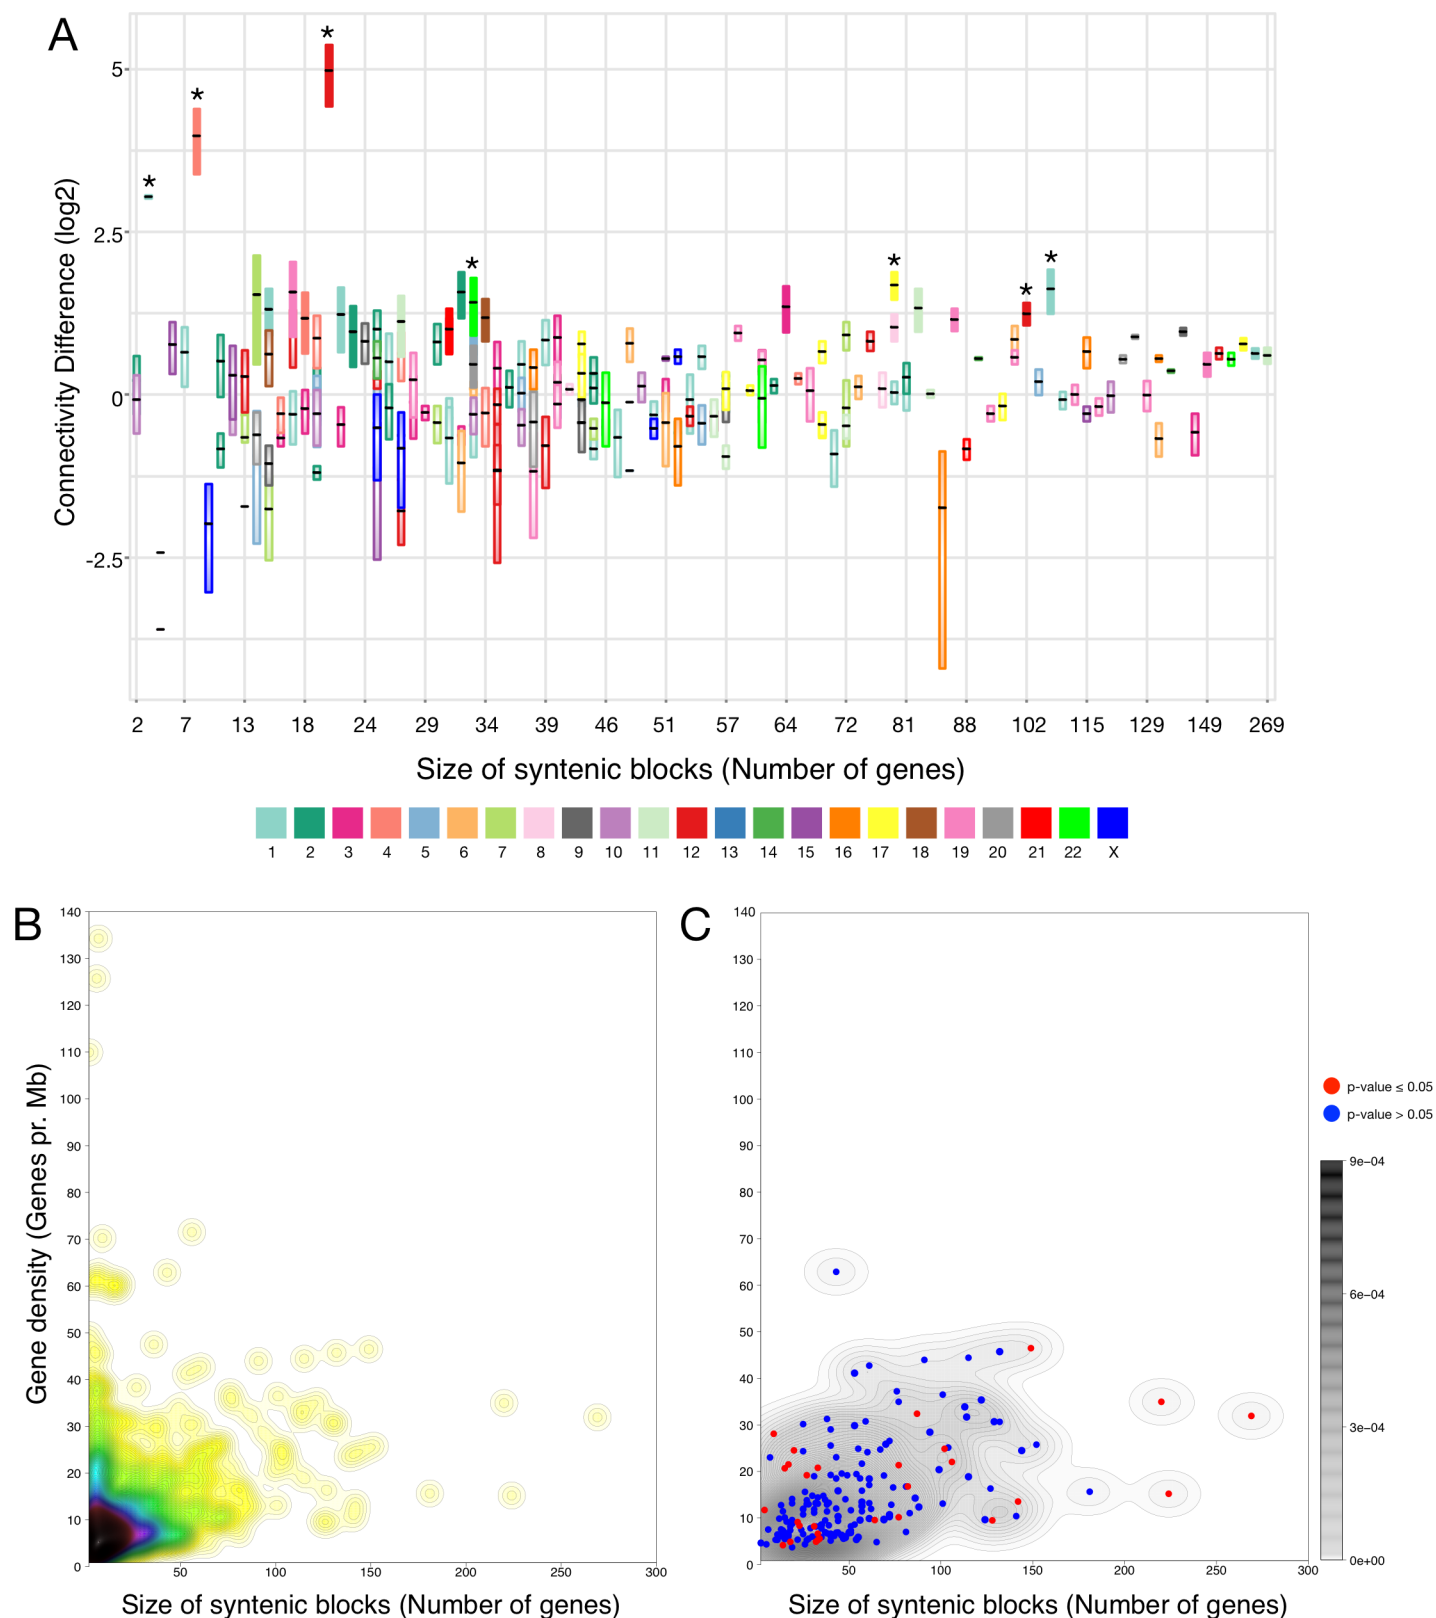 A
*
*
*
*
*
*
*
Connectivity Difference (log2)
5
2.5
0
-2.5
2 7 13 18 24 29 34 39 46 51 57 64 72 81 88 102 115 129 149 269
Size of syntenic blocks (Number of genes)
1 2 3 4 5 6 7 8 9 10 11 12 13 14 15 16 17 18 19 20 21 22 X
B
Gene density (Genes pr. Mb)
140
130
120
110
100
90
80
70
60
50
40
30
20
10
0
50 100 150 200 250 300
Size of syntenic blocks (Number of genes)
C
140
130
120
110
100
90
80
70
60
50
40
30
20
10
0
50 100 150 200 250 300
Size of syntenic blocks (Number of genes)
p-value ≤ 0.05
p-value > 0.05
9e−04
6e−04
3e−04
0e+00